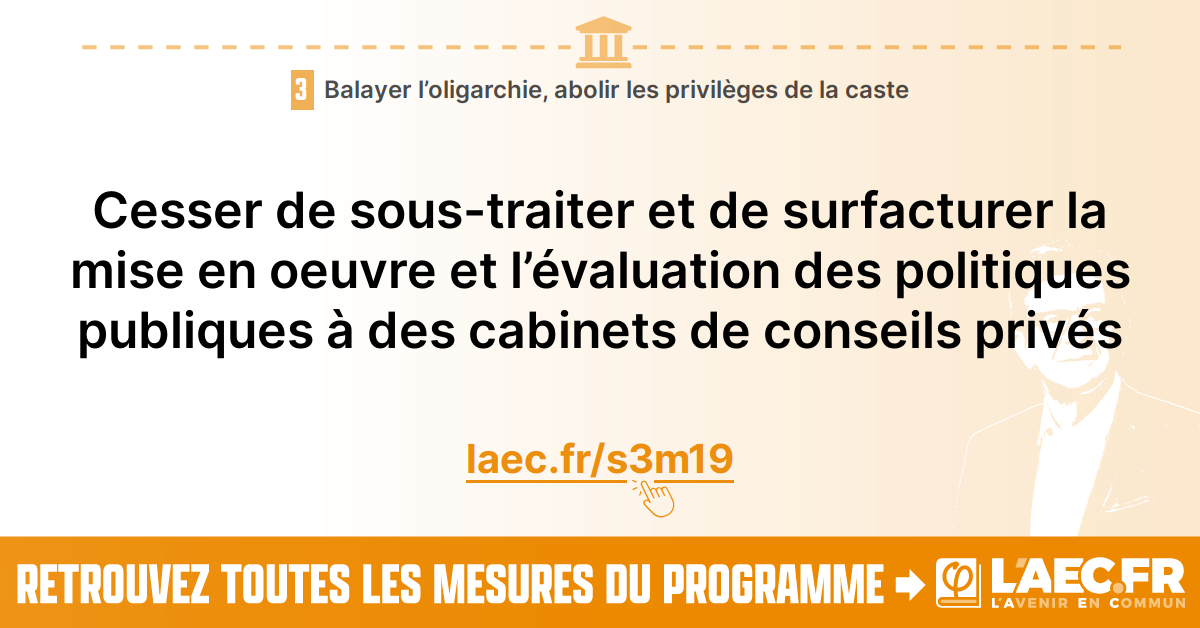 3 Balayer l’oligarchie, abolir les privilèges de la caste
Cesser de sous-traiter et de surfacturer la
mise en oeuvre et l’évaluation des politiques
publiques à des cabinets de conseils privés
laec.fr/s3m19
RETROUVEZ TOUTES LES MESURES DU PROGRAMME
φ L'AEC.FR
L'AVENIR EN COMMUN